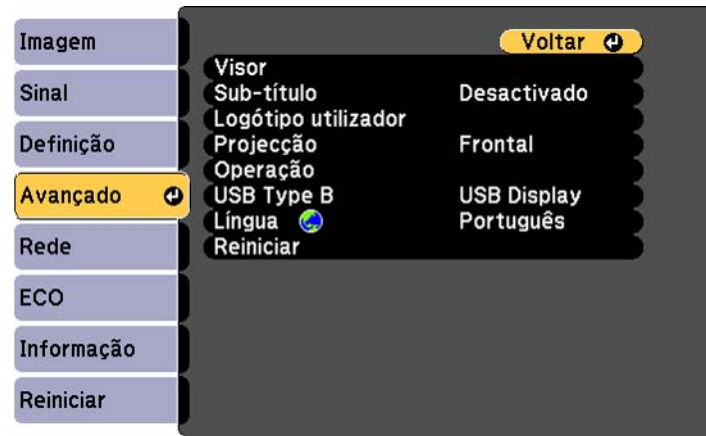 Imagem
Sinal
Definição
Avançado
Rede
ECO
Informação
Reiniciar
Voltar
Visor
Sub-título Desactivado
Logótipo utilizador
Projecção Frontal
Operação
USB Type B USB Display
Língua Português
Reiniciar